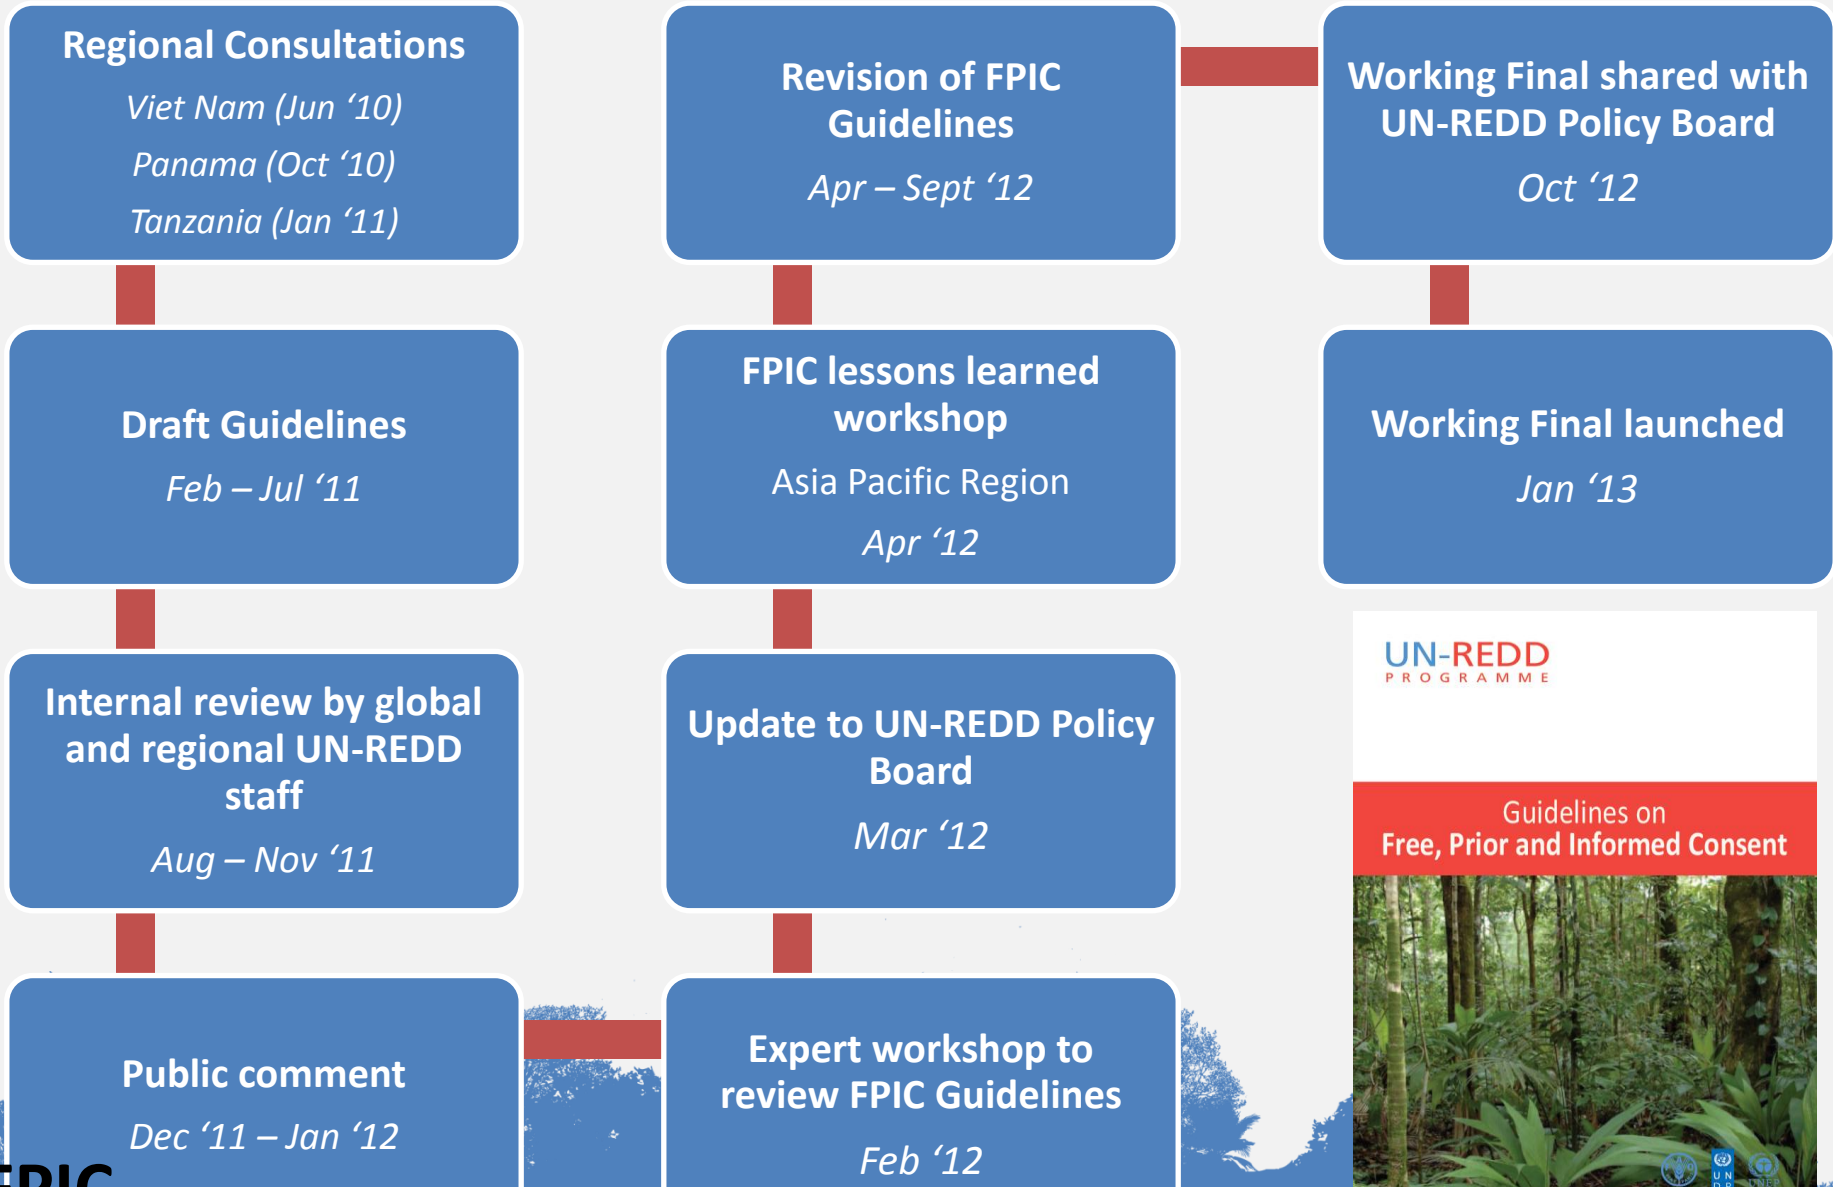 Regional Consultations
Viet Nam (Jun ‘10)
Panama (Oct ‘10)
Tanzania (Jan ‘11)
Draft Guidelines
Feb – Jul ‘11
Internal review by global
and regional UN-REDD
staff
Aug – Nov ‘11
Public comment
Dec ‘11 – Jan ‘12
Expert workshop to
review FPIC Guidelines
Feb ‘12
Update to UN-REDD Policy
Board
Mar ‘12
FPIC lessons learned
workshop
Asia Pacific Region
Apr ‘12
Revision of FPIC
Guidelines
Apr – Sept ‘12
Working Final shared with
UN-REDD Policy Board
Oct ‘12
Working Final launched
Jan ‘13
UN-REDD
PROGRAMME
Guidelines on
Free, Prior and Informed Consent
UNEP
FPIC